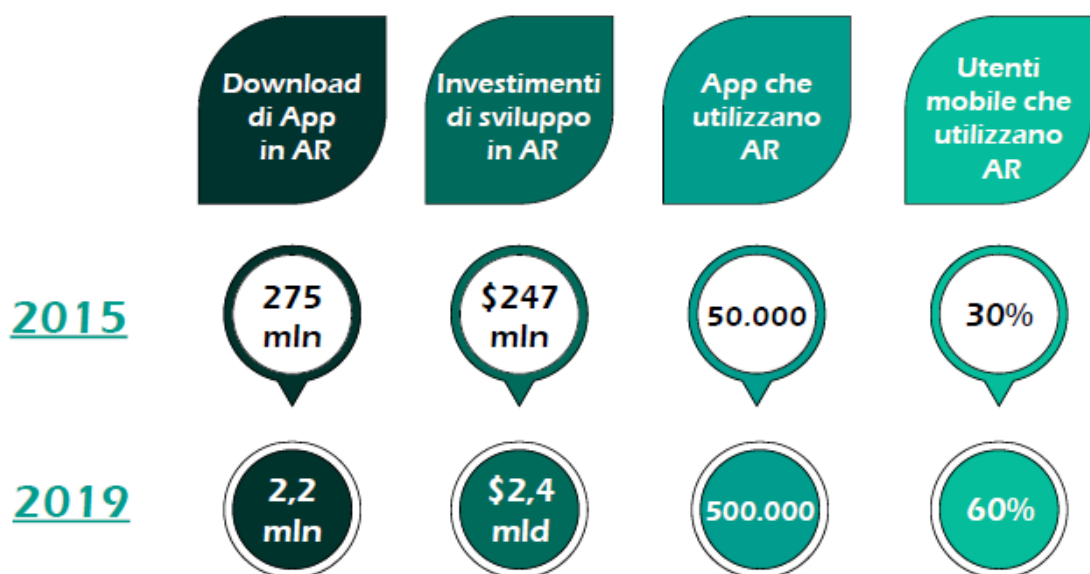 Download
di App
in AR
Investimenti
di sviluppo
in AR
App che
utilizzano
AR
Utenti
mobile che
utilizzano
AR
2015
275
mln
$247
mln
50.000
30%
2019
2,2
mln
$2,4
mld
500.000
60%